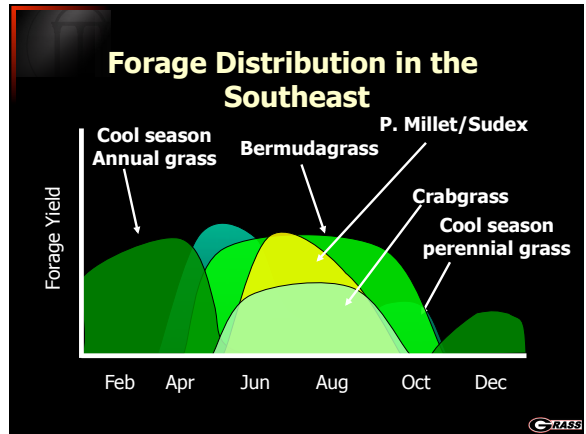 Forage Distribution in the
Southeast
P. Millet/Sudex
Cool season
Annual grass
Bermudagrass
Crabgrass
Cool season
perennial grass
Forage Yield
Feb Apr Jun Aug Oct Dec
GRASS